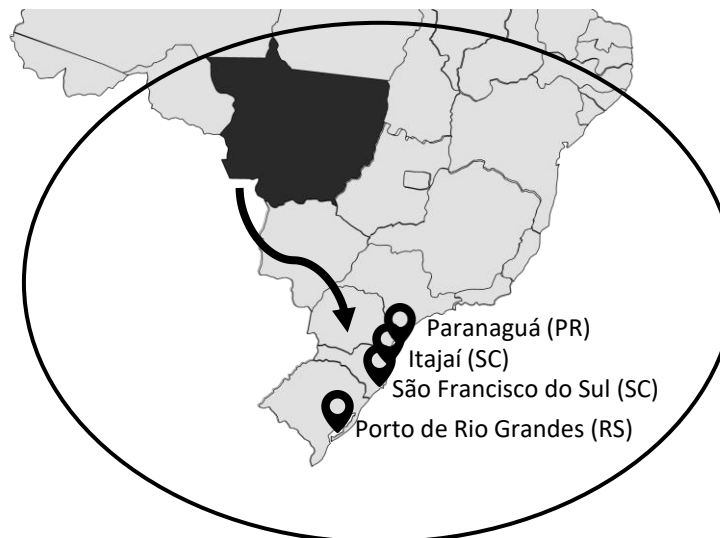 Paranaguá (PR)
Itajaí (SC)
São Francisco do Sul (SC)
Porto de Rio Grandes (RS)